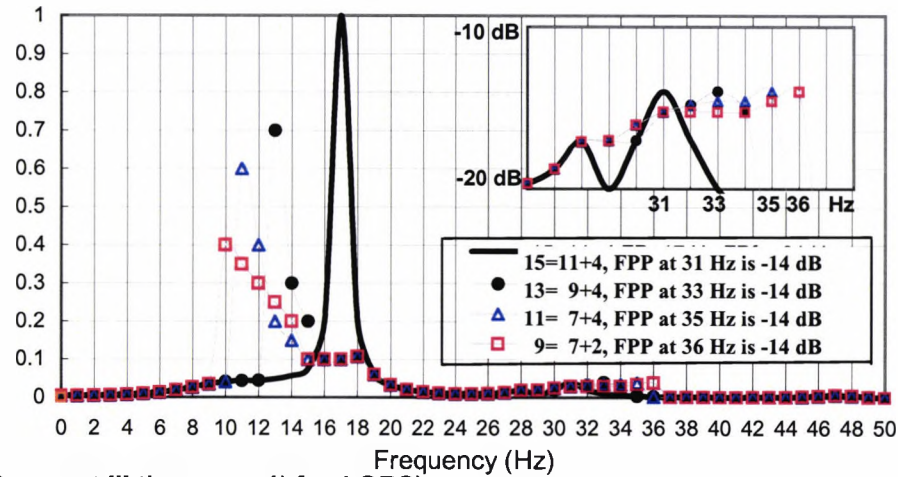 1
0.9
0.8
0.7
0.6
0.5
0.4
0.3
0.2
0.1
0
0 2 4 6 8 10 12 14 16 18 20 22 24 26 28 30 32 34 36 38 40 42 44 46 48 50
Frequency (Hz)
-10 dB
-20 dB
31 33 35 36 Hz
15=11+4, FPP at 31 Hz is -14 dB
13= 9+4, FPP at 33 Hz is -14 dB
11= 7+4, FPP at 35 Hz is -14 dB
9= 7+2, FPP at 36 Hz is -14 dB